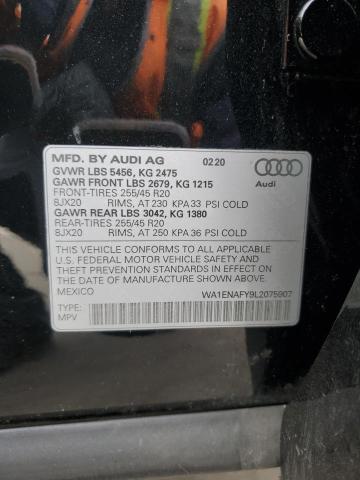 MFD. BY AUDI AG 0220
GVWR LBS 5456, KG 2475
GAWR FRONT LBS 2679, KG 1215
FRONT-TIRES 255/45 R20
8JX20 RIMS, AT 230 KPA 33 PSI COLD
GAWR REAR LBS 3042, KG 1380
REAR-TIRES 255/45 R20
8JX20 RIMS, AT 250 KPA 36 PSI COLD
Audi
THIS VEHICLE CONFORMS TO ALL APPLICABLE
U.S. FEDERAL MOTOR VEHICLE SAFETY AND
THEFT PREVENTION STANDARDS IN EFFECT ON
THE DATE OF MANUFACTURE SHOWN ABOVE.
MEXICO WA1ENAFY9L2075907
TYPE:
MPV